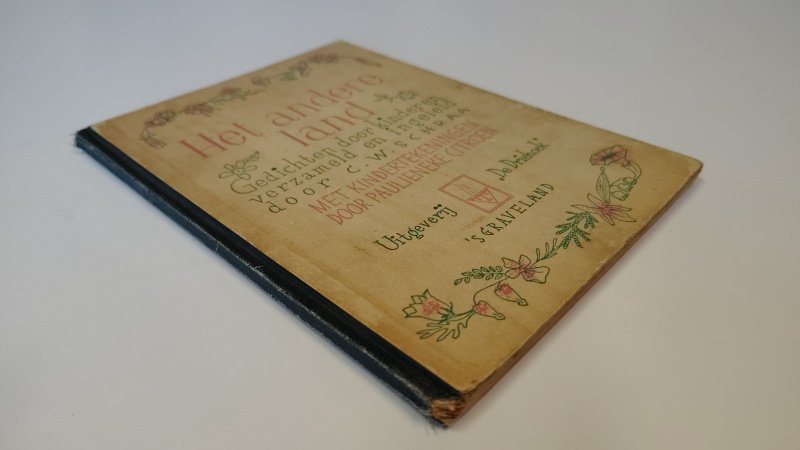 Het andere
land
Gedichten door kinderen
verzameld en ingeleid
door C W SCHRAA
MET KINDERTEKENINGEN
DOOR PAULIENEKE CITROEN
Uitgeverij "De Driehoek"
'S GRAVELAND